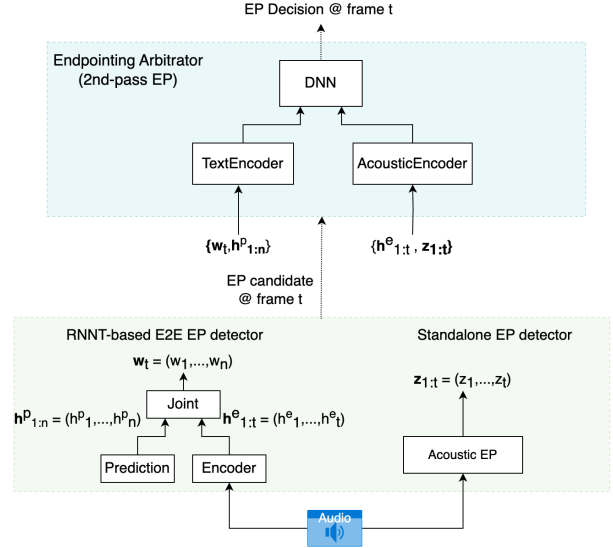 EP Decision @ frame t
Endpointing Arbitrator
(2nd-pass EP)
DNN
TextEncoder
AcousticEncoder
{wₜ,hᵖ₁:ₙ}
{hᵉ₁:ₜ , z₁:ₜ}
EP candidate
@ frame t
RNNT-based E2E EP detector
Standalone EP detector
wₜ = (w₁,...,wₙ)
z₁:ₜ = (z₁,...,zₜ)
Joint
hᵖ₁:ₙ = (hᵖ₁,...,hᵖₙ)
hᵉ₁:ₜ = (hᵉ₁,...,hᵉₜ)
Prediction
Encoder
Acoustic EP
Audio